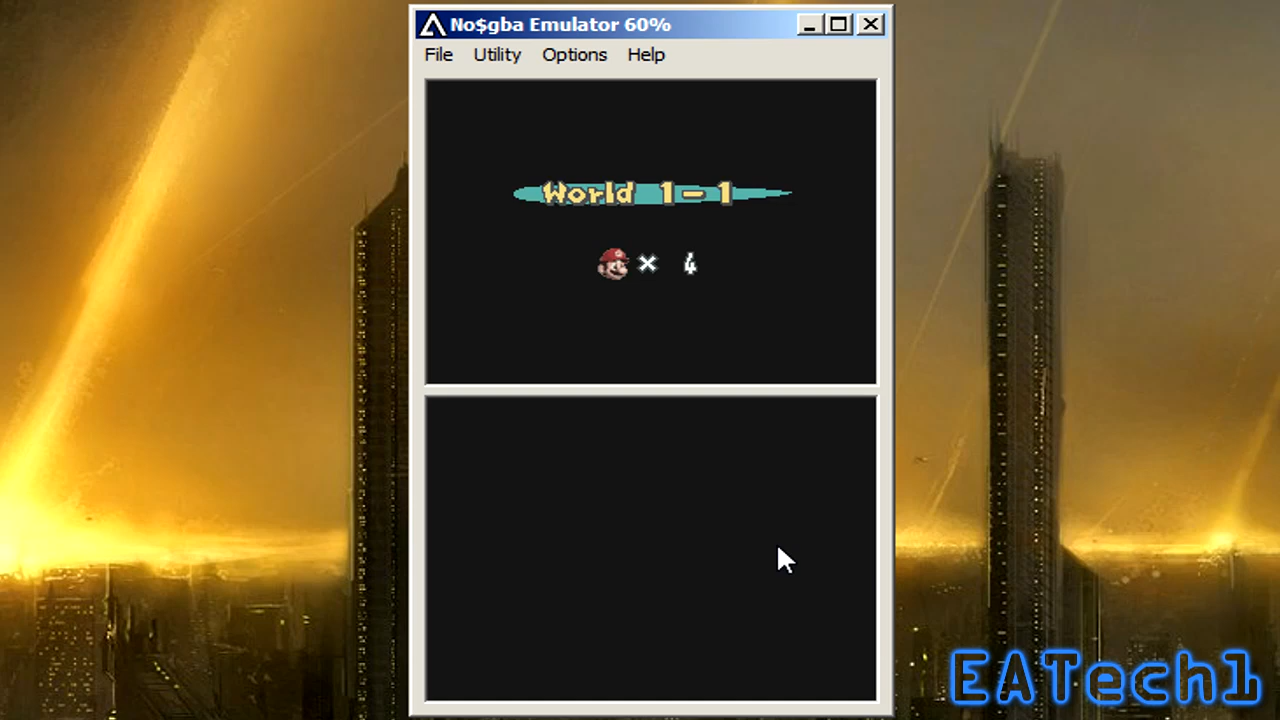 No$gba Emulator 60%
File Utility Options Help
World 1-1
× 4
EATech1